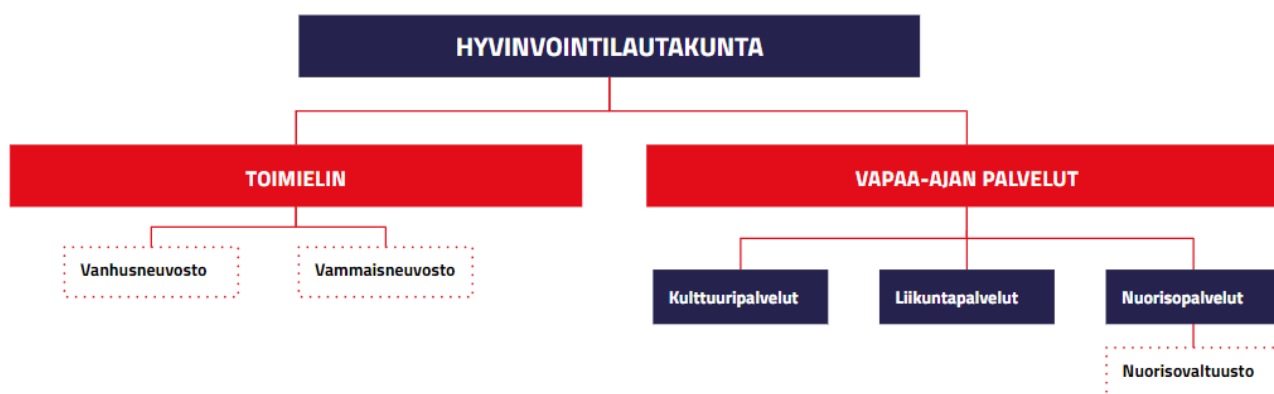 HYVINVOINTILAUTAKUNTA
TOIMIELIN
VAPAA-AJAN PALVELUT
Vanhusneuvosto
Vammaisneuvosto
Kulttuuripalvelut
Liikuntapalvelut
Nuorisopalvelut
Nuorisovaltuusto